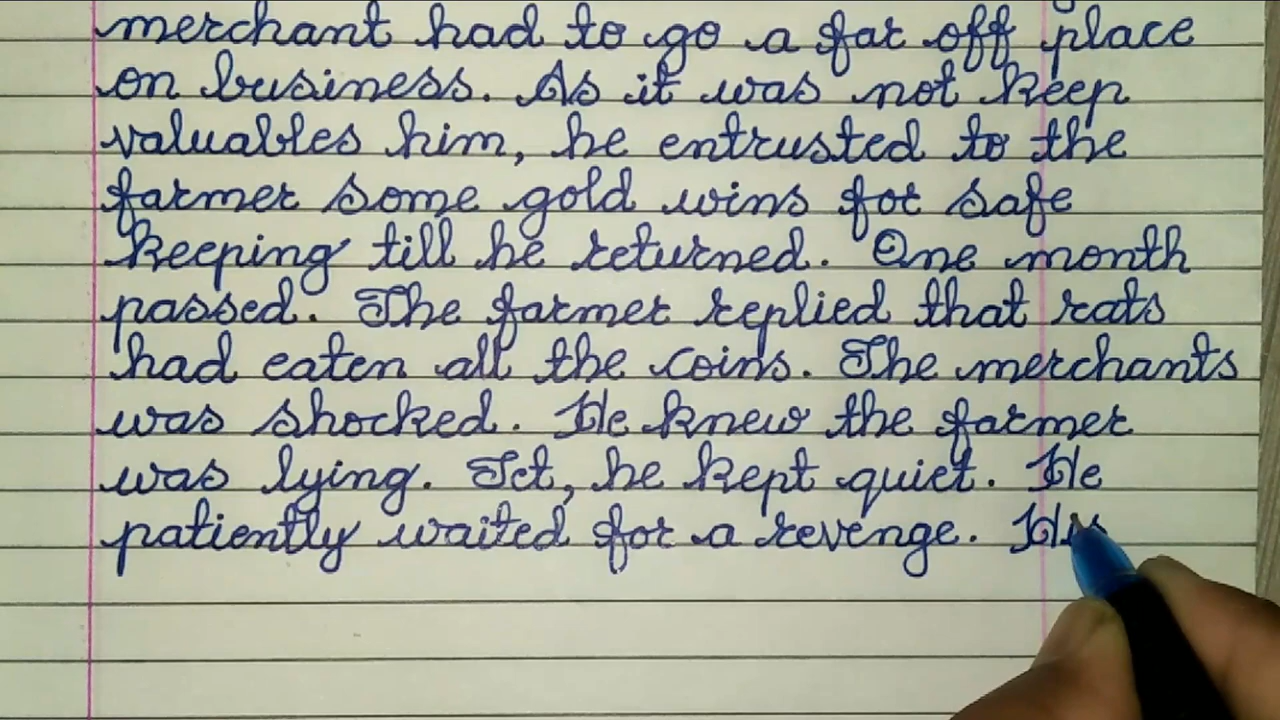 merchant had to go a far off place
on business. As it was not keep
valuables him, he entrusted to the
farmer some gold wins for safe
keeping till he returned. One month
passed. The farmer replied that rats
had eaten all the coins. The merchants
was shocked. He knew the farmer
was lying. Tet, he kept quiet. He
patiently waited for a revenge.